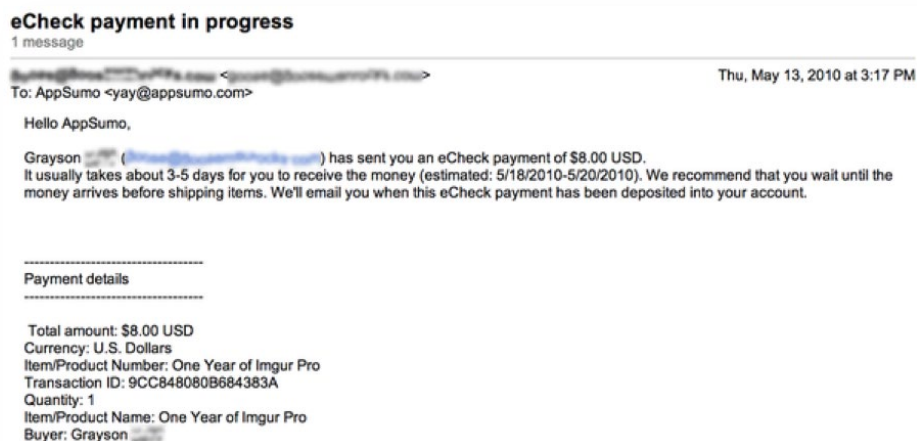 eCheck payment in progress
1 message
Thu, May 13, 2010 at 3:17 PM
To: AppSumo <yay@appsumo.com>
Hello AppSumo,
Grayson ( ) has sent you an eCheck payment of $8.00 USD.
It usually takes about 3-5 days for you to receive the money (estimated: 5/18/2010-5/20/2010). We recommend that you wait until the
money arrives before shipping items. We'll email you when this eCheck payment has been deposited into your account.
-----------------------------------
Payment details
-----------------------------------
Total amount: $8.00 USD
Currency: U.S. Dollars
Item/Product Number: One Year of Imgur Pro
Transaction ID: 9CC848080B684383A
Quantity: 1
Item/Product Name: One Year of Imgur Pro
Buyer: Grayson